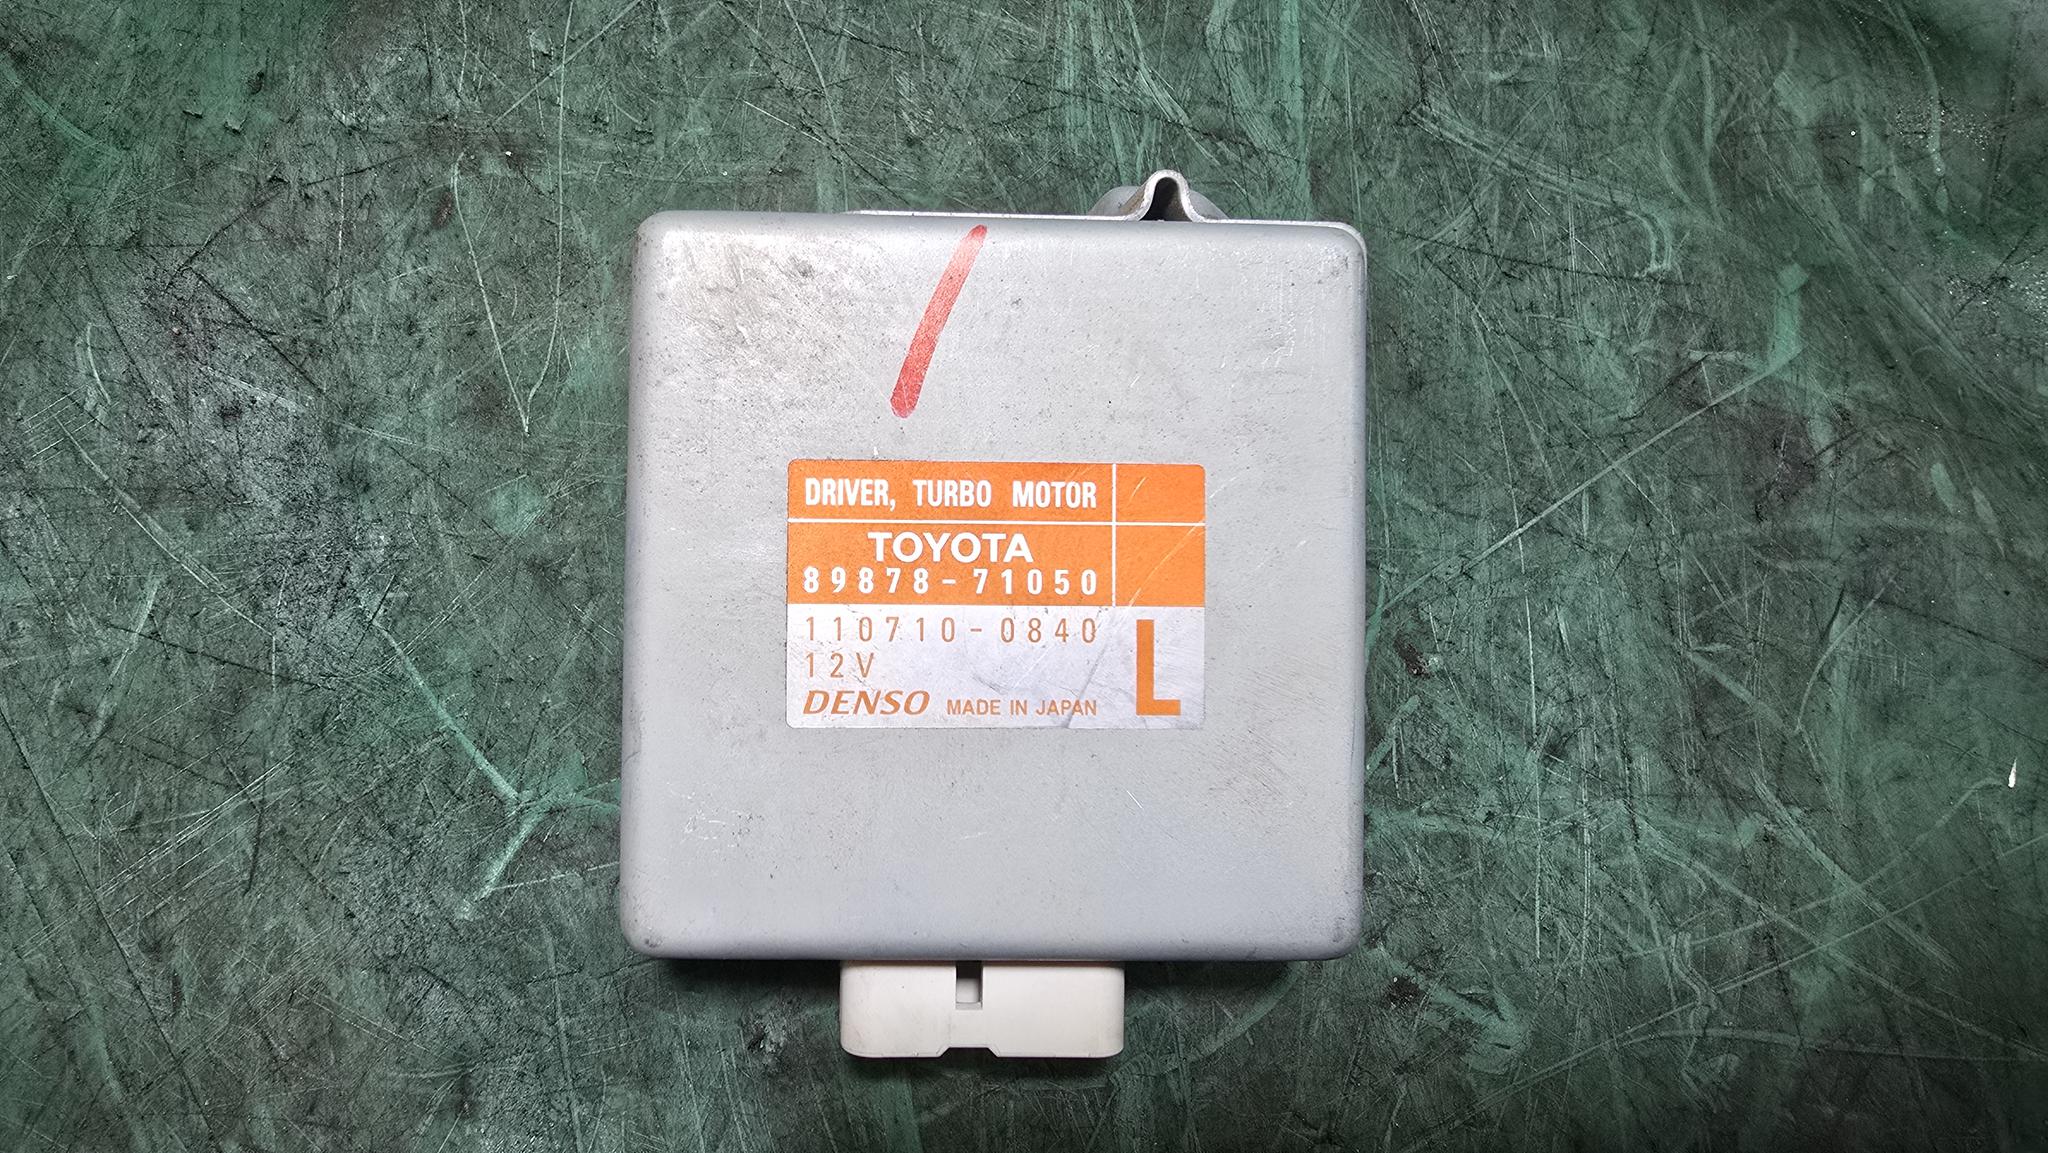 DRIVER, TURBO MOTOR
TOYOTA
89878-71050
110710-0840
12V
DENSO MADE IN JAPAN
L